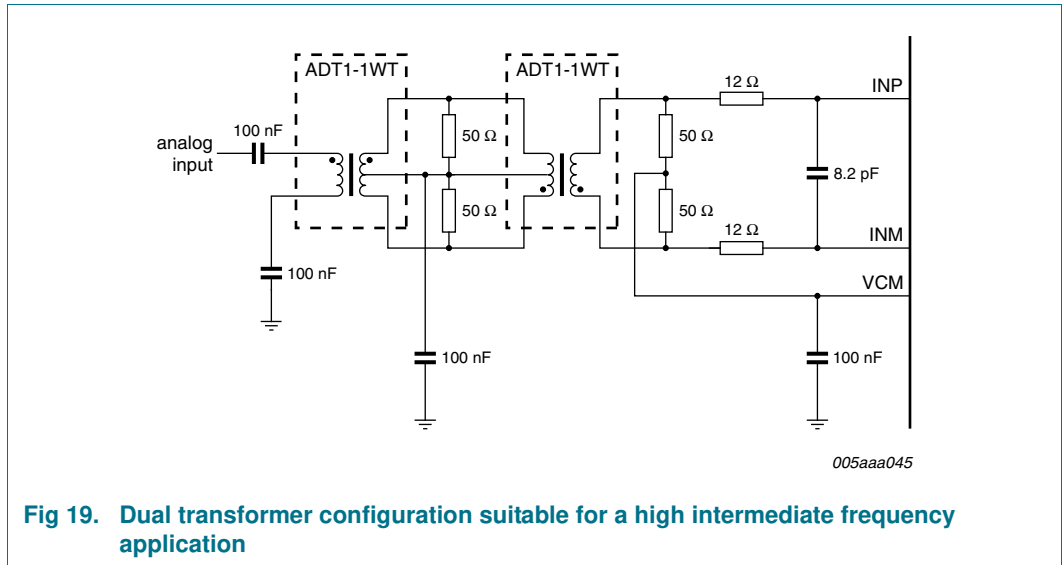 ADT1-1WT
ADT1-1WT
12 Ω
INP
100 nF
analog
input
50 Ω
50 Ω
8.2 pF
50 Ω
50 Ω
12 Ω
INM
100 nF
VCM
100 nF
100 nF
005aaa045
Fig 19. Dual transformer configuration suitable for a high intermediate frequency
application